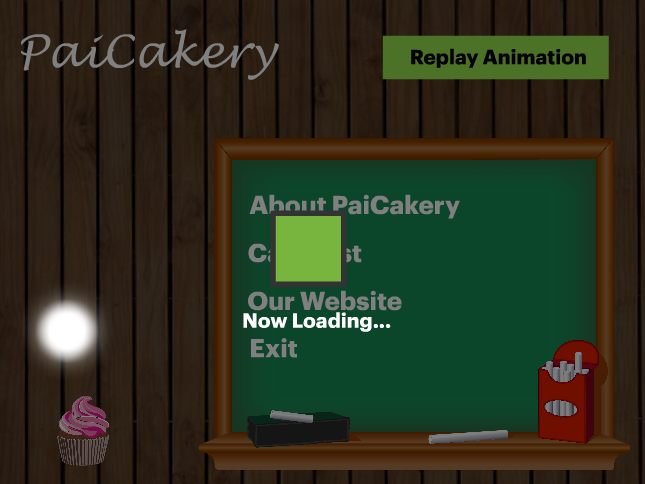 PaiCakery
Replay Animation
About PaiCakery
Our Website
Now Loading...
Exit